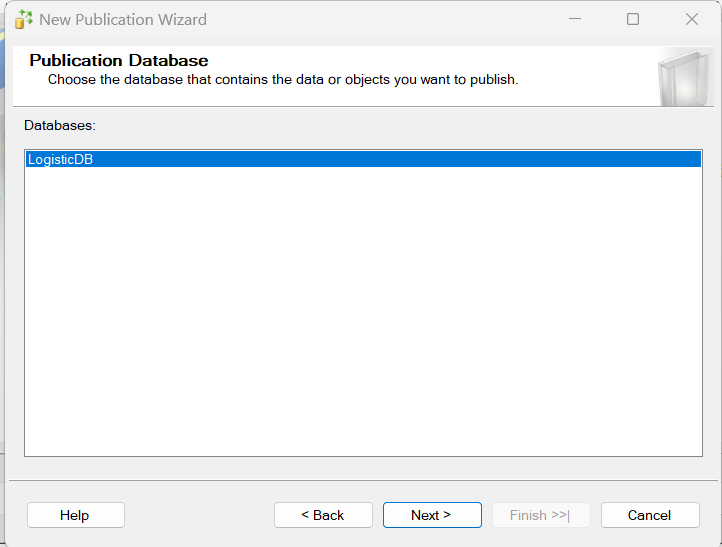 New Publication Wizard
Publication Database
Choose the database that contains the data or objects you want to publish.
Databases:
LogisticDB
Help
< Back
Next >
Finish >>|
Cancel